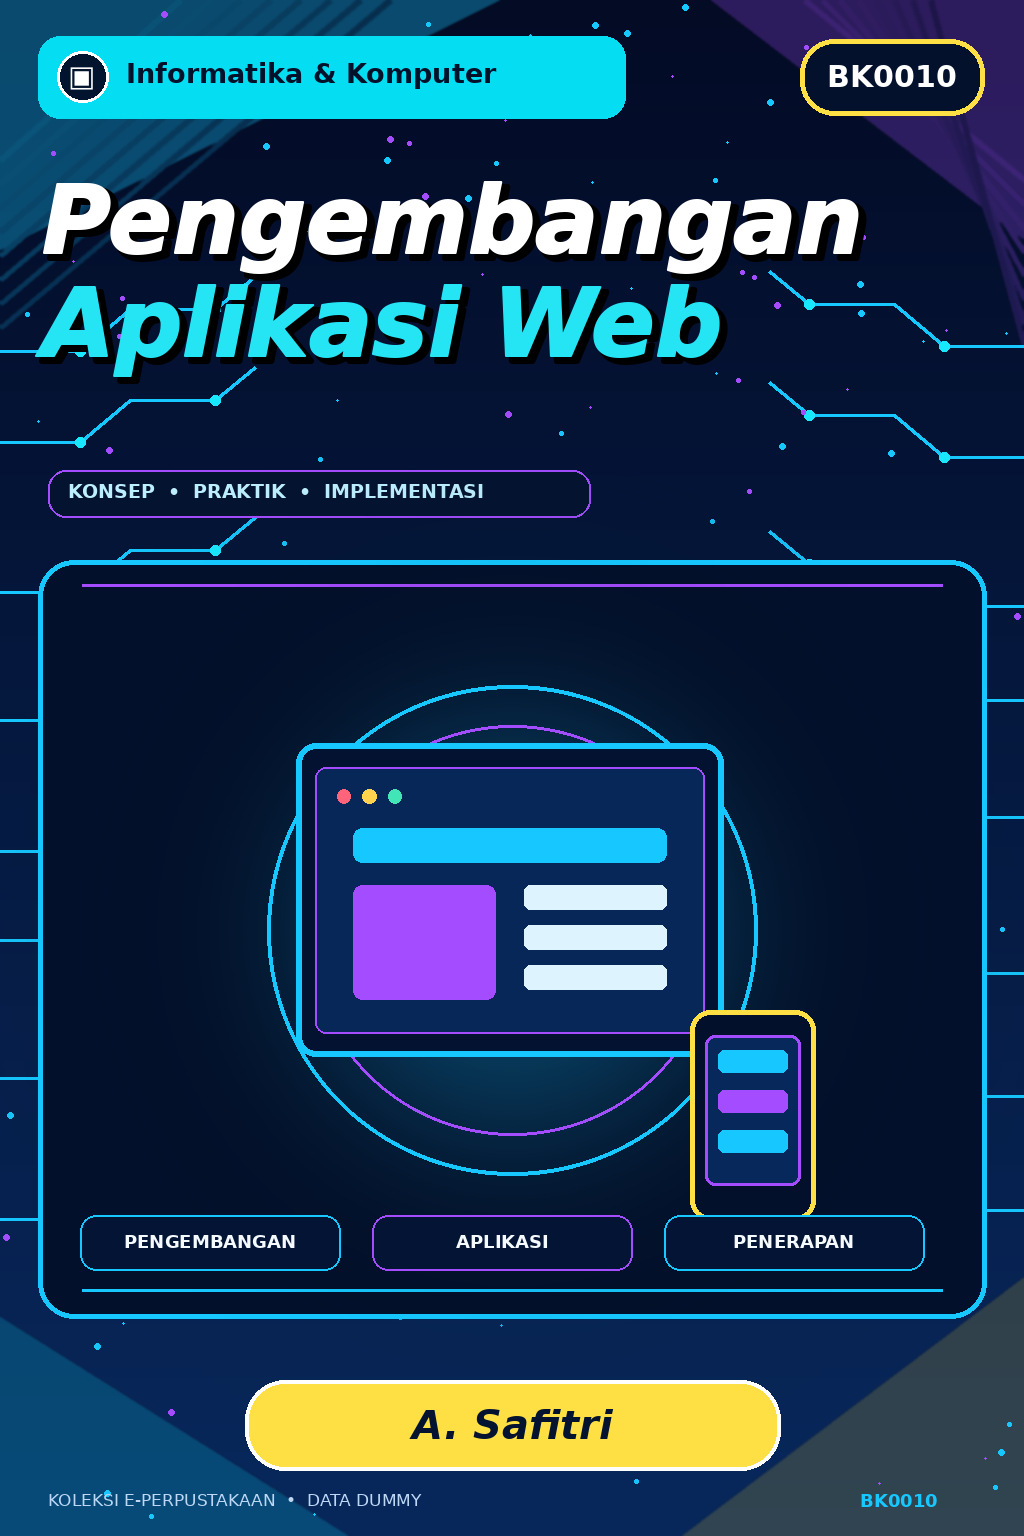 Informatika & Komputer
BK0010
Pengembangan
Aplikasi Web
KONSEP • PRAKTIK • IMPLEMENTASI
PENGEMBANGAN
APLIKASI
PENERAPAN
A. Safitri
KOLEKSI E-PERPUSTAKAAN • DATA DUMMY
BK0010